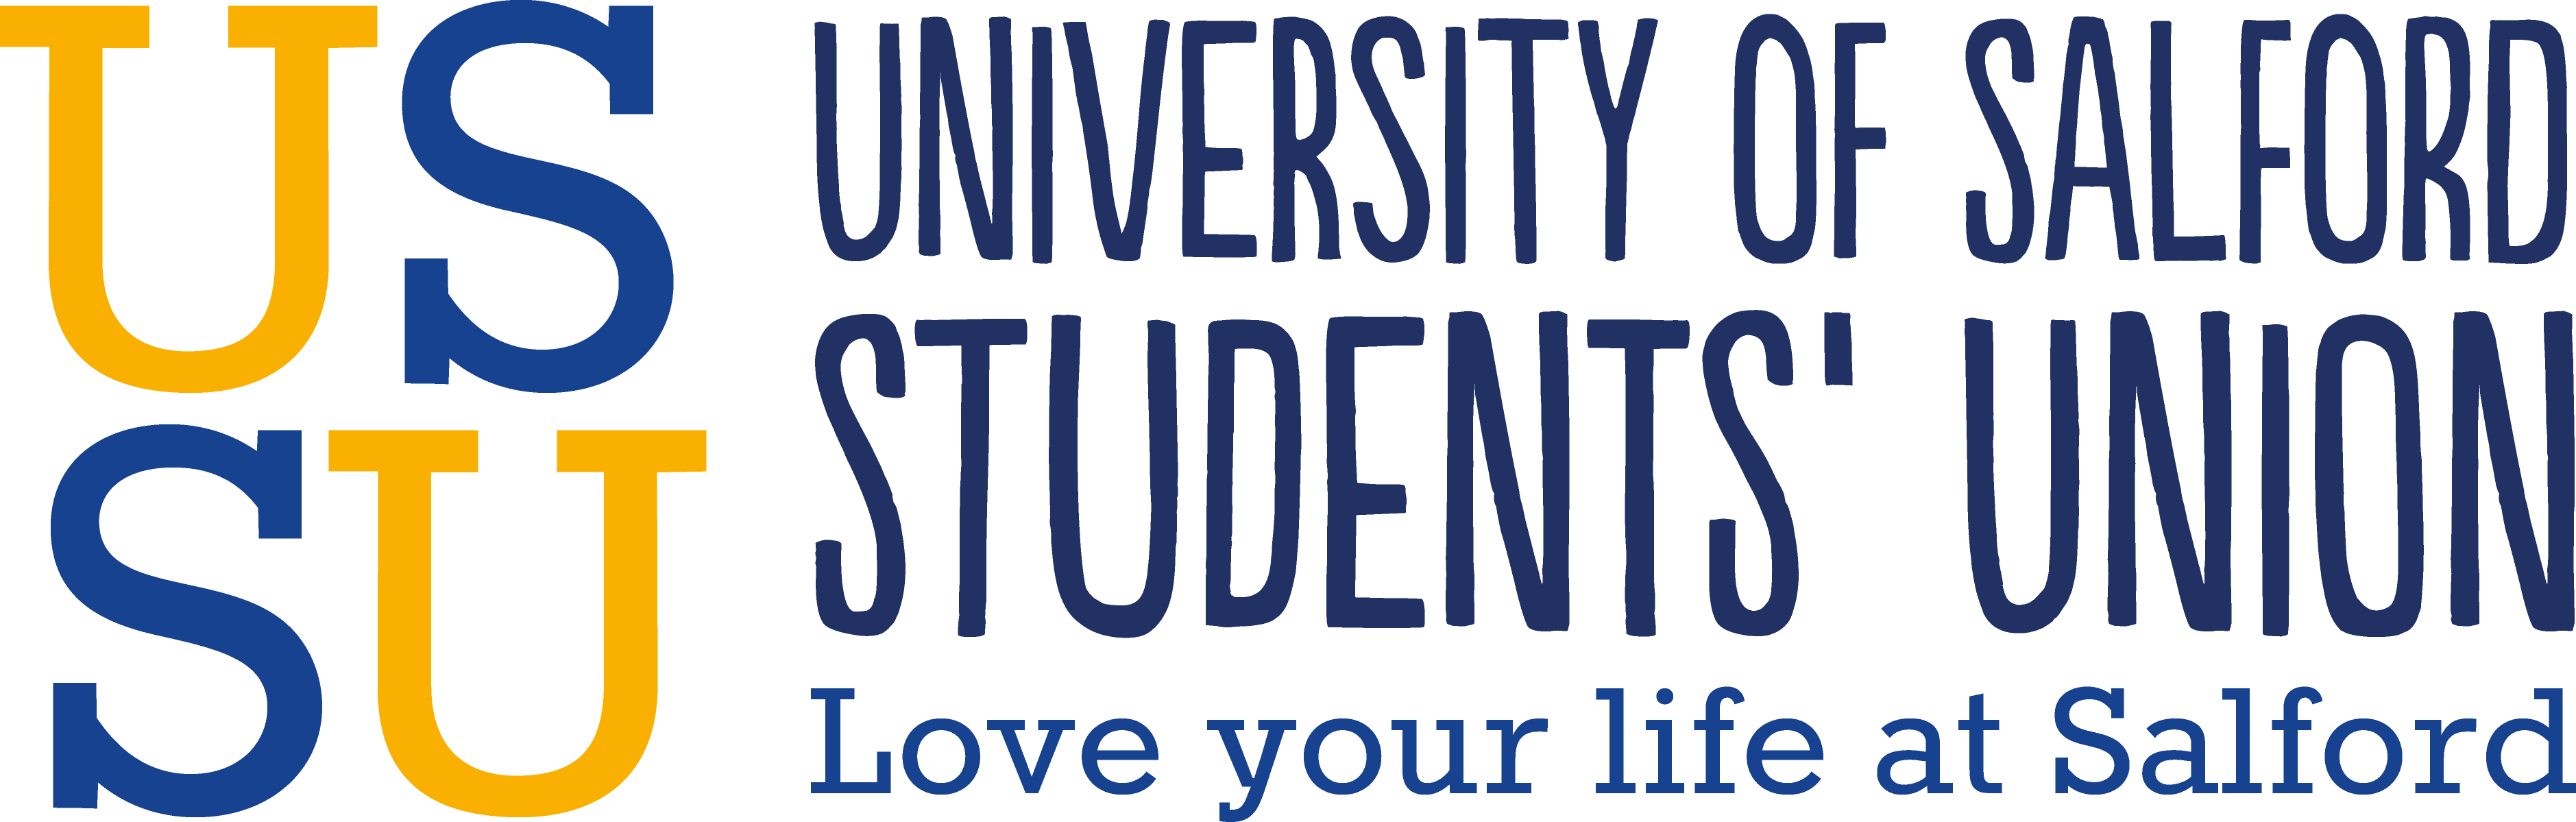 US
SU
UNIVERSITY OF SALFORD
STUDENTS' UNION
Love your life at Salford